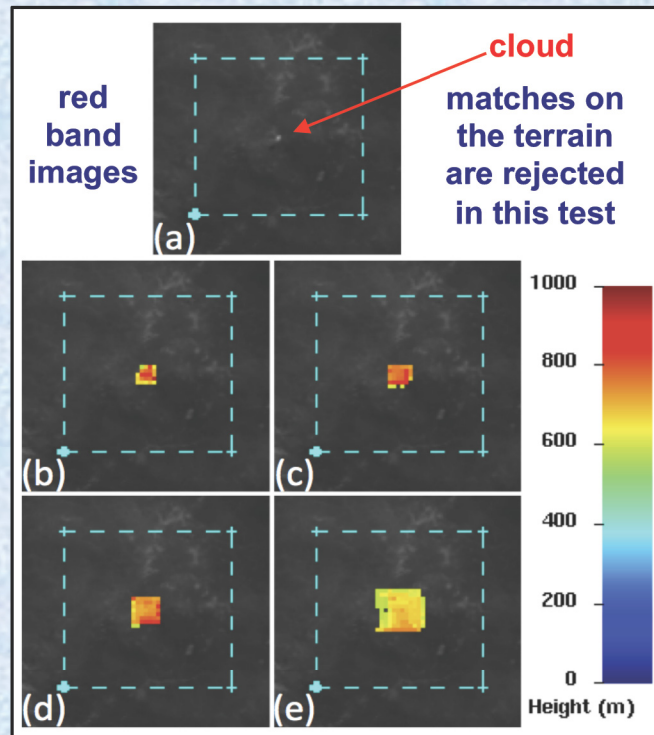 cloud
red
band
images
matches on
the terrain
are rejected
in this test
(a)
(b)
(c)
(d)
(e)
1000
800
600
400
200
0
Height (m)